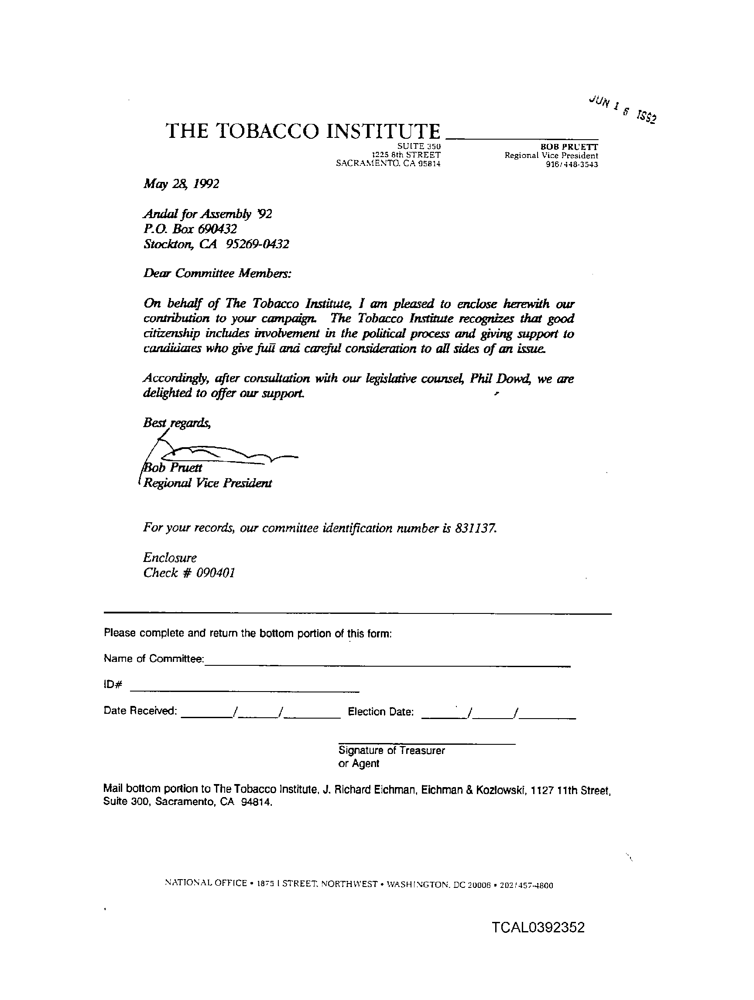 JUN 16 1992
THE TOBACCO INSTITUTE
SUITE 350
1225 8th STREET
SACRAMENTO, CA 95814
BOB PRUETT
Regional Vice President
916/448-3543
May 28, 1992
Andal for Assembly '92
P.O. Box 690432
Stockton, CA 95269-0432
Dear Committee Members:
On behalf of The Tobacco Institute, I am pleased to enclose herewith our
contribution to your campaign. The Tobacco Institute recognizes that good
citizenship includes involvement in the political process and giving support to
candidates who give full and careful consideration to all sides of an issue.
Accordingly, after consultation with our legislative counsel, Phil Dowd, we are
delighted to offer our support.
Best regards,
Bob Pruett
Regional Vice President
For your records, our committee identification number is 831137.
Enclosure
Check # 090401
Please complete and return the bottom portion of this form:
Name of Committee:
ID#
Date Received: / / Election Date: / /
Signature of Treasurer
or Agent
Mail bottom portion to The Tobacco Institute, J. Richard Eichman, Eichman & Kozlowski, 1127 11th Street,
Suite 300, Sacramento, CA 94814.
NATIONAL OFFICE • 1875 I STREET, NORTHWEST • WASHINGTON, DC 20006 • 202/457-4800
TCAL0392352